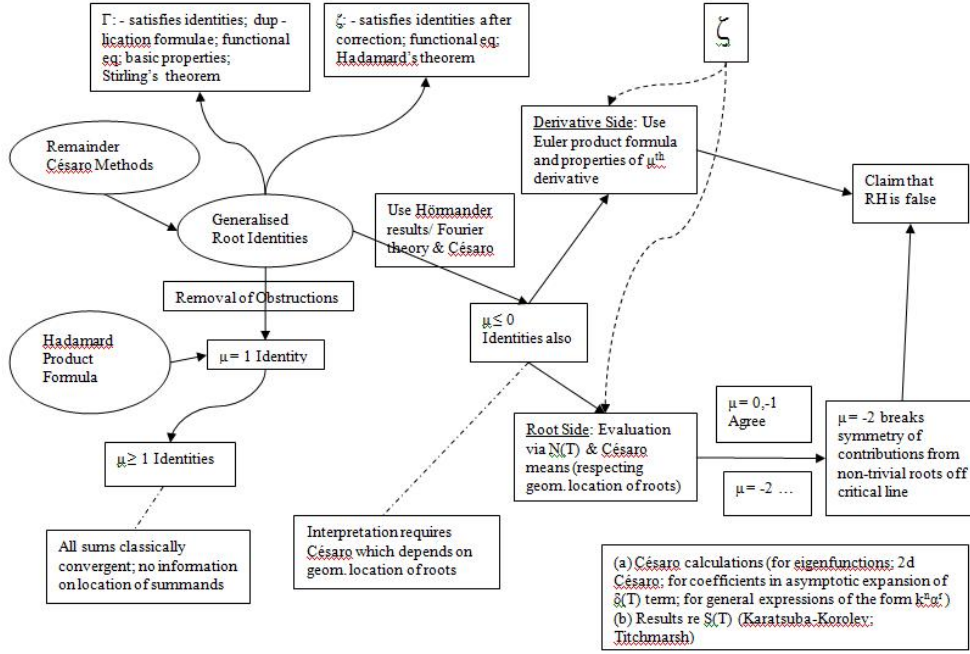 Γ: - satisfies identities; dup -
lication formulae; functional
eq; basic properties;
Stirling's theorem
ζ: - satisfies identities after
correction; functional eq;
Hadamard's theorem
ζ
Remainder
Césaro Methods
Derivative Side: Use
Euler product formula
and properties of μth
derivative
Claim that
RH is false
Generalised
Root Identities
Use Hörmander
results/ Fourier
theory & Césaro
Removal of Obstructions
μ ≤ 0
Identities also
Hadamard
Product
Formula
μ = 1 Identity
μ ≥ 1 Identities
Root Side: Evaluation
via N(T) & Césaro
means (respecting
geom. location of roots)
μ = 0,-1
Agree
μ = -2 …
μ = -2 breaks
symmetry of
contributions from
non-trivial roots off
critical line
All sums classically
convergent; no information
on location of summands
Interpretation requires
Césaro which depends on
geom. location of roots
(a) Césaro calculations (for eigenfunctions; 2d
Césaro; for coefficients in asymptotic expansion of
δ(T) term; for general expressions of the form kⁿαᶠ )
(b) Results re S(T) (Karatsuba-Korolev;
Titchmarsh)